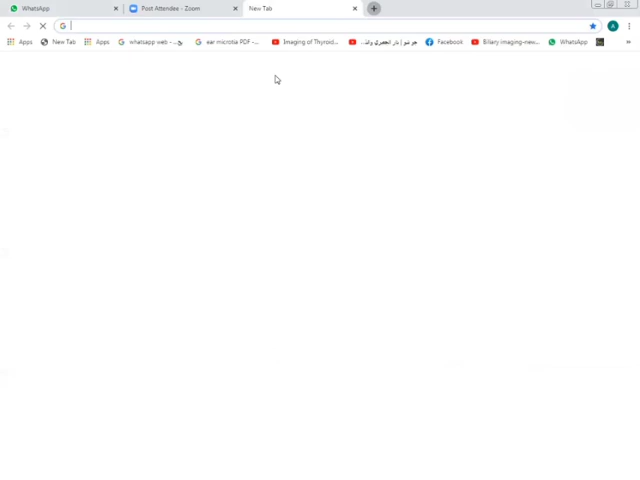 WhatsApp Post Attendee - Zoom New Tab
Apps New Tab Apps whatsapp web - ... ear microtia PDF -... Imaging of Thyroid... Facebook Biliary imaging-new... WhatsApp »
A